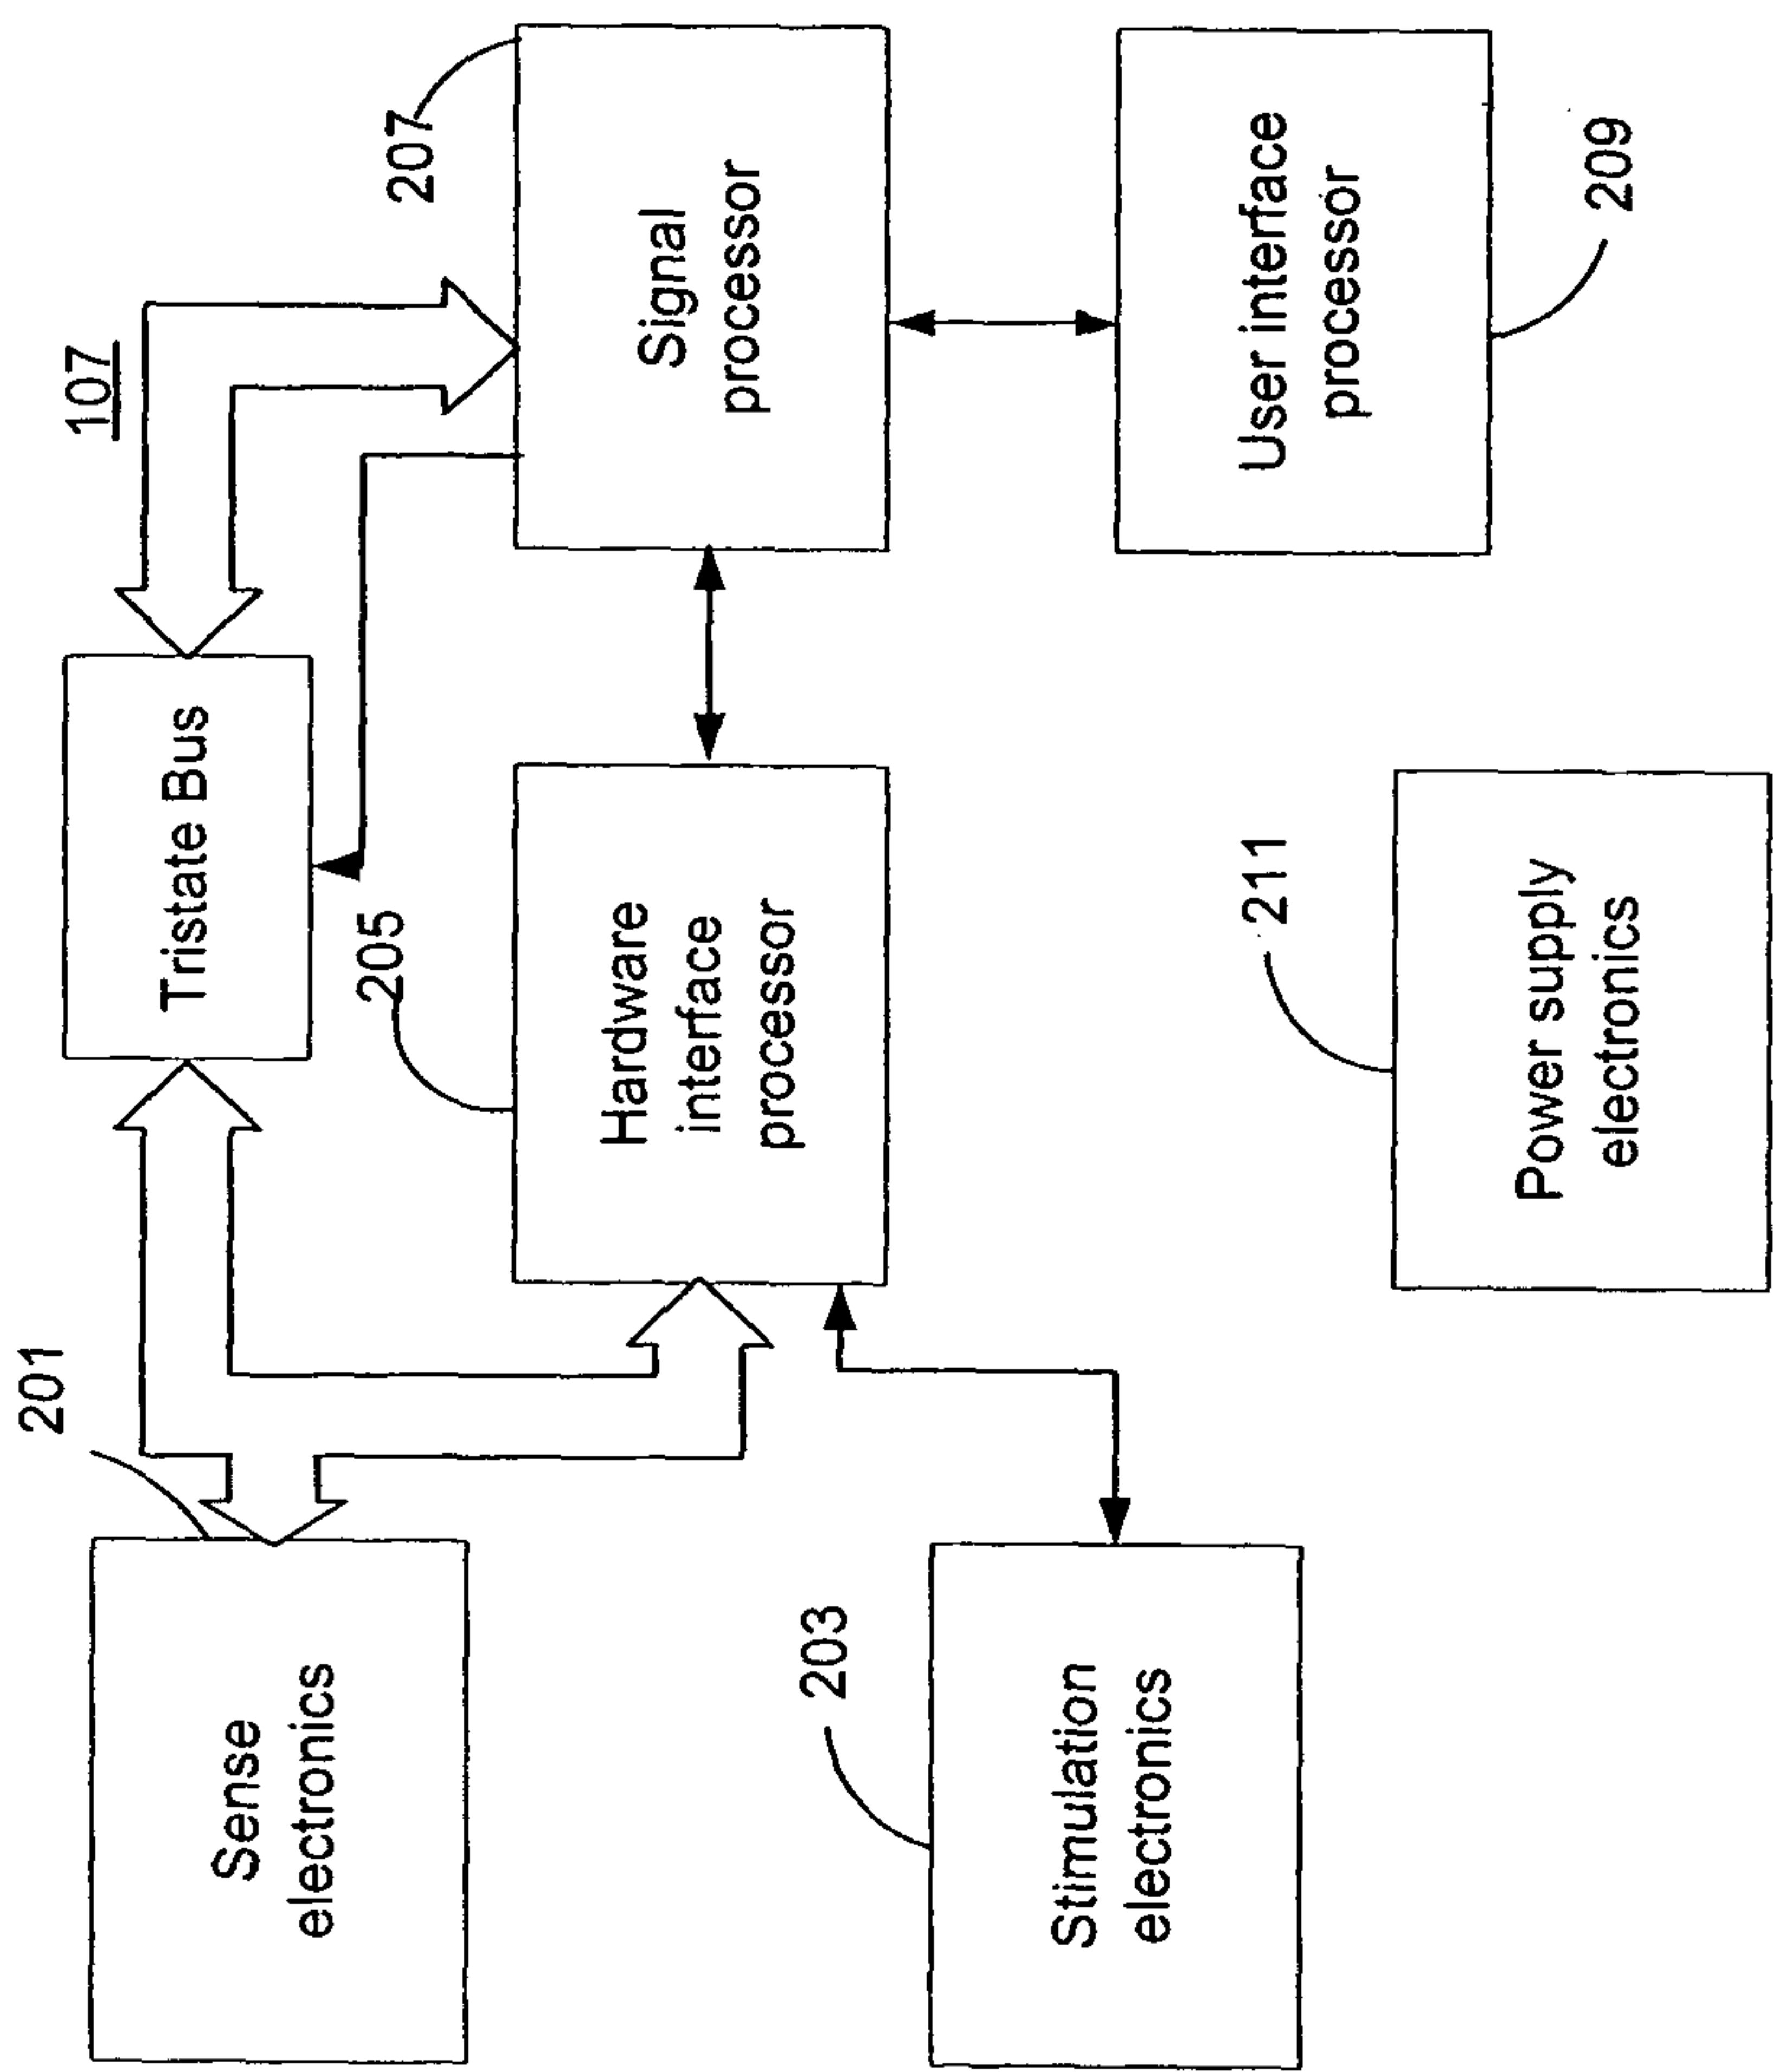 107
201
Sense
electronics
Tristate Bus
207
Signal
processor
205
Hardware
interface
processor
203
Stimulation
electronics
User interface
processor
209
211
Power supply
electronics